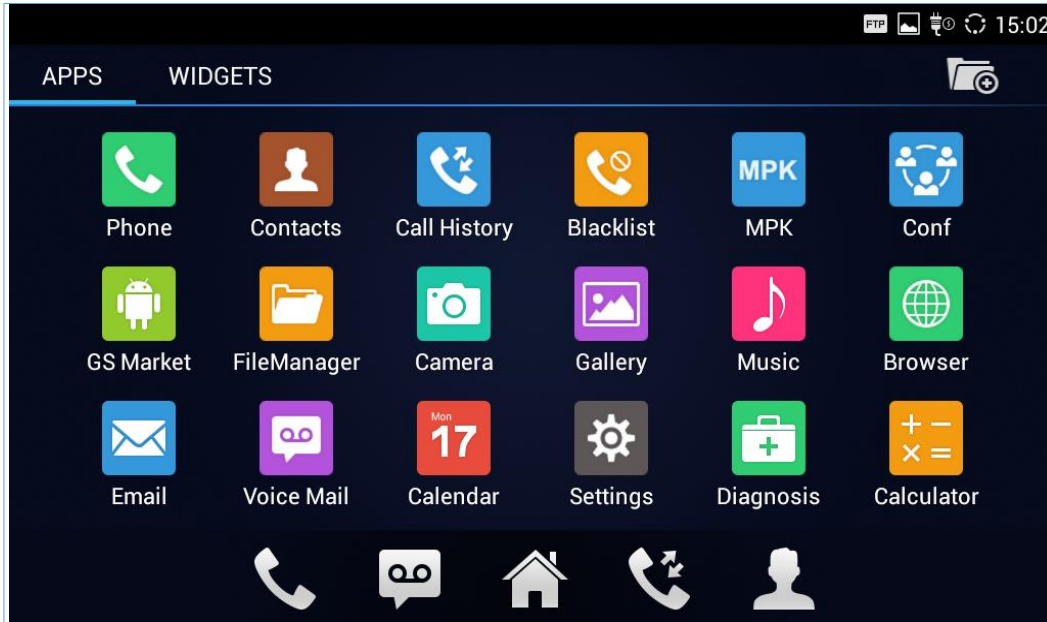 FTP 15:02
APPS WIDGETS
MPK
Phone Contacts Call History Blacklist MPK Conf
GS Market FileManager Camera Gallery Music Browser
Mon
17
Email Voice Mail Calendar Settings Diagnosis Calculator